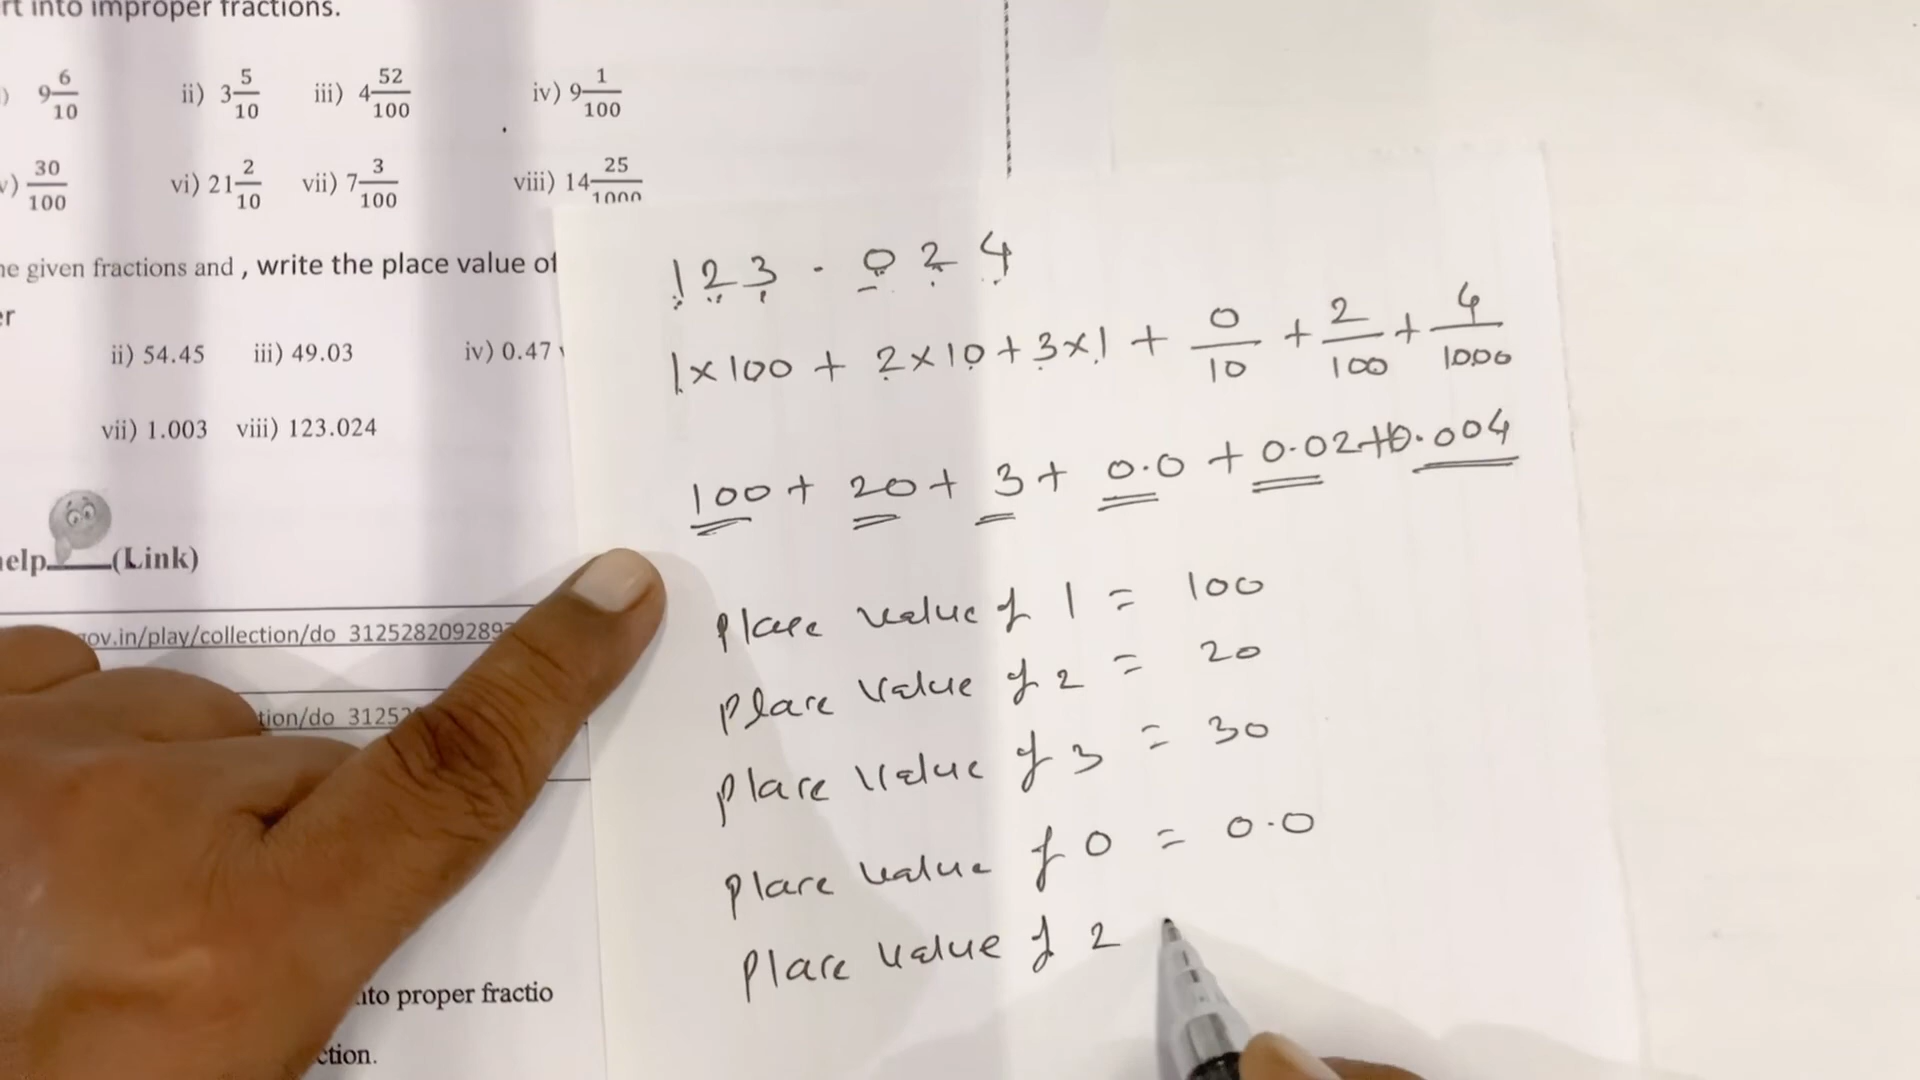 rt into improper fractions.
) 9 6/10 ii) 3 5/10 iii) 4 52/100 iv) 9 1/100
v) 30/100 vi) 21 2/10 vii) 7 3/100 viii) 14 25/1000
ne given fractions and , write the place value of
er
ii) 54.45 iii) 49.03 iv) 0.47
vii) 1.003 viii) 123.024
help (Link)
gov.in/play/collection/do_312528209289
tion/do_3125
nto proper fractio
ction.
123.024
1×100 + 2×10 + 3×1 + 0/10 + 2/100 + 4/1000
100 + 20 + 3 + 0.0 + 0.02 + 0.004
Place value of 1 = 100
Place value of 2 = 20
Place value of 3 = 30
Place value of 0 = 0.0
Place value of 2